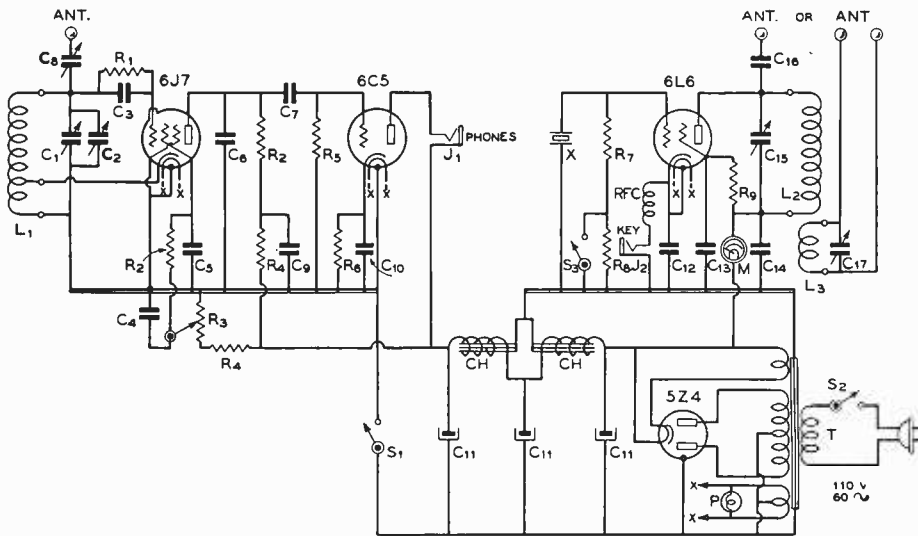 ANT.
ANT. OR ANT
C8
R1
6J7
6C5
6L6
C16
C3
C7
C1
C2
C6
R2
R5
PHONES
J1
X
R7
C15
L2
X X
X X
X X
R9
RFC
L1
KEY
R2
C5
R4
C9
R6
C10
S3
R8
J2
C12
C13
M
C14
L3
C17
C4
R3
R4
CH
CH
5Z4
S2
T
S1
C11
C11
C11
X
P
X
110 V
60 ~